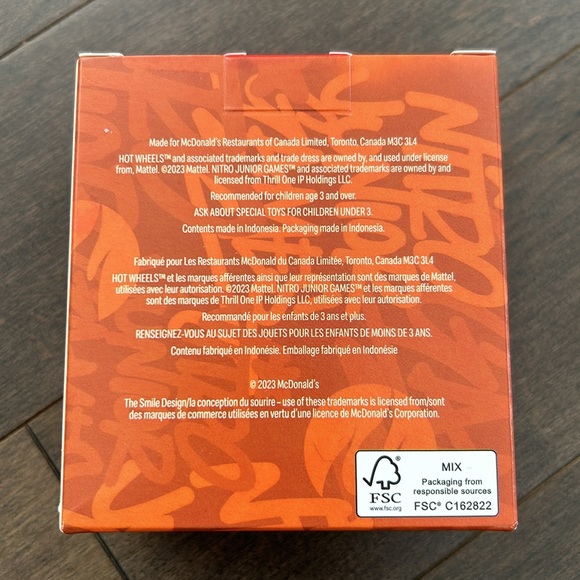 Made for McDonald's Restaurants of Canada Limited, Toronto, Canada M3C 3L4
HOT WHEELS™ and associated trademarks and trade dress are owned by, and used under license
from, Mattel. ©2023 Mattel. NITRO JUNIOR GAMES™ and associated trademarks are owned by and
licensed from Thrill One IP Holdings LLC.
Recommended for children age 3 and over.
ASK ABOUT SPECIAL TOYS FOR CHILDREN UNDER 3.
Contents made in Indonesia. Packaging made in Indonesia.
Fabriqué pour Les Restaurants McDonald du Canada Limitée, Toronto, Canada M3C 3L4
HOT WHEELS™ et les marques afférentes ainsi que leur représentation sont des marques de Mattel,
utilisées avec leur autorisation. ©2023 Mattel. NITRO JUNIOR GAMES™ et les marques afférentes
sont des marques de Thrill One IP Holdings LLC, utilisées avec leur autorisation.
Recommandé pour les enfants de 3 ans et plus.
RENSEIGNEZ-VOUS AU SUJET DES JOUETS POUR LES ENFANTS DE MOINS DE 3 ANS.
Contenu fabriqué en Indonésie. Emballage fabriqué en Indonésie
© 2023 McDonald's
The Smile Design/la conception du sourire – use of these trademarks is licensed from/sont
des marques de commerce utilisées en vertu d'une licence de McDonald's Corporation.
FSC
www.fsc.org
MIX
Packaging from
responsible sources
FSC® C162822
NITRO